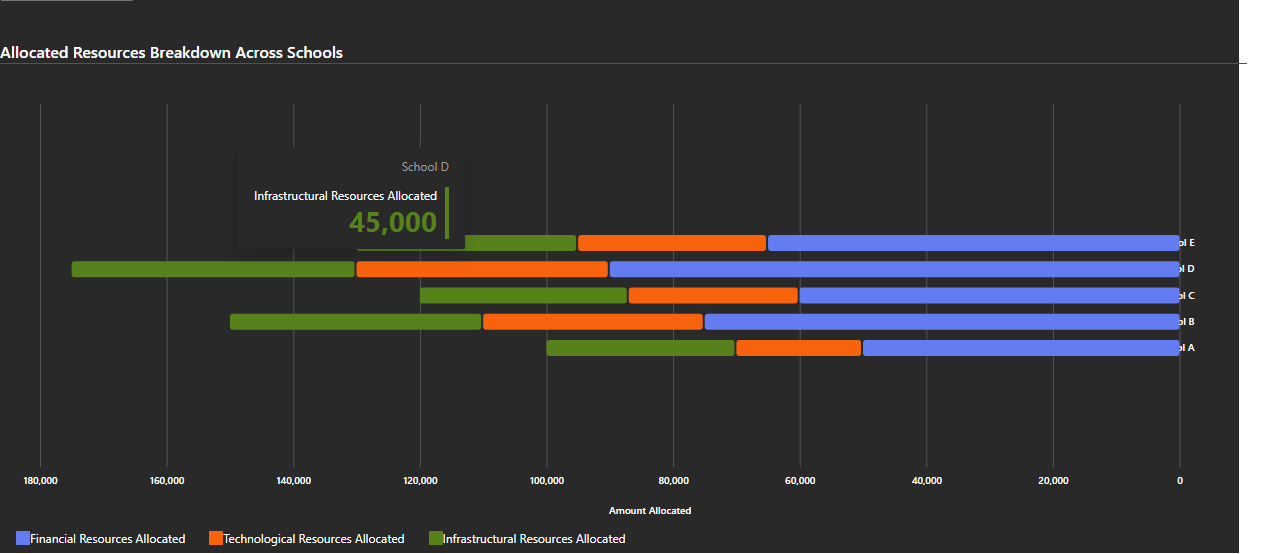 Allocated Resources Breakdown Across Schools
School D
Infrastructural Resources Allocated
45,000
ol E
ol D
ol C
ol B
ol A
180,000 160,000 140,000 120,000 100,000 80,000 60,000 40,000 20,000 0
Amount Allocated
Financial Resources Allocated Technological Resources Allocated Infrastructural Resources Allocated